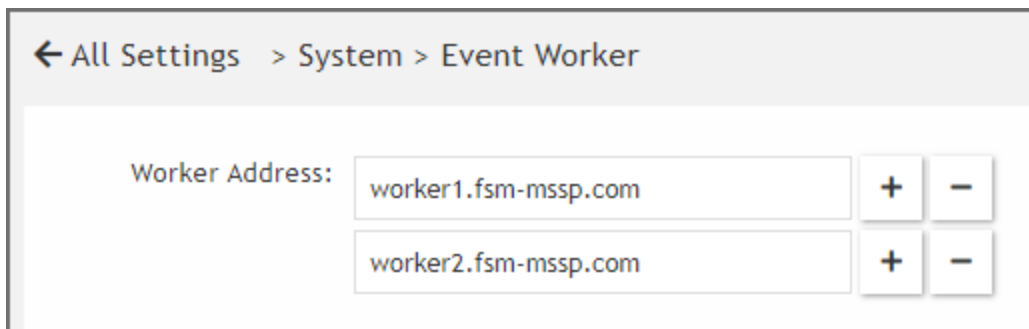 ← All Settings > System > Event Worker
Worker Address: worker1.fsm-mssp.com + −
worker2.fsm-mssp.com + −